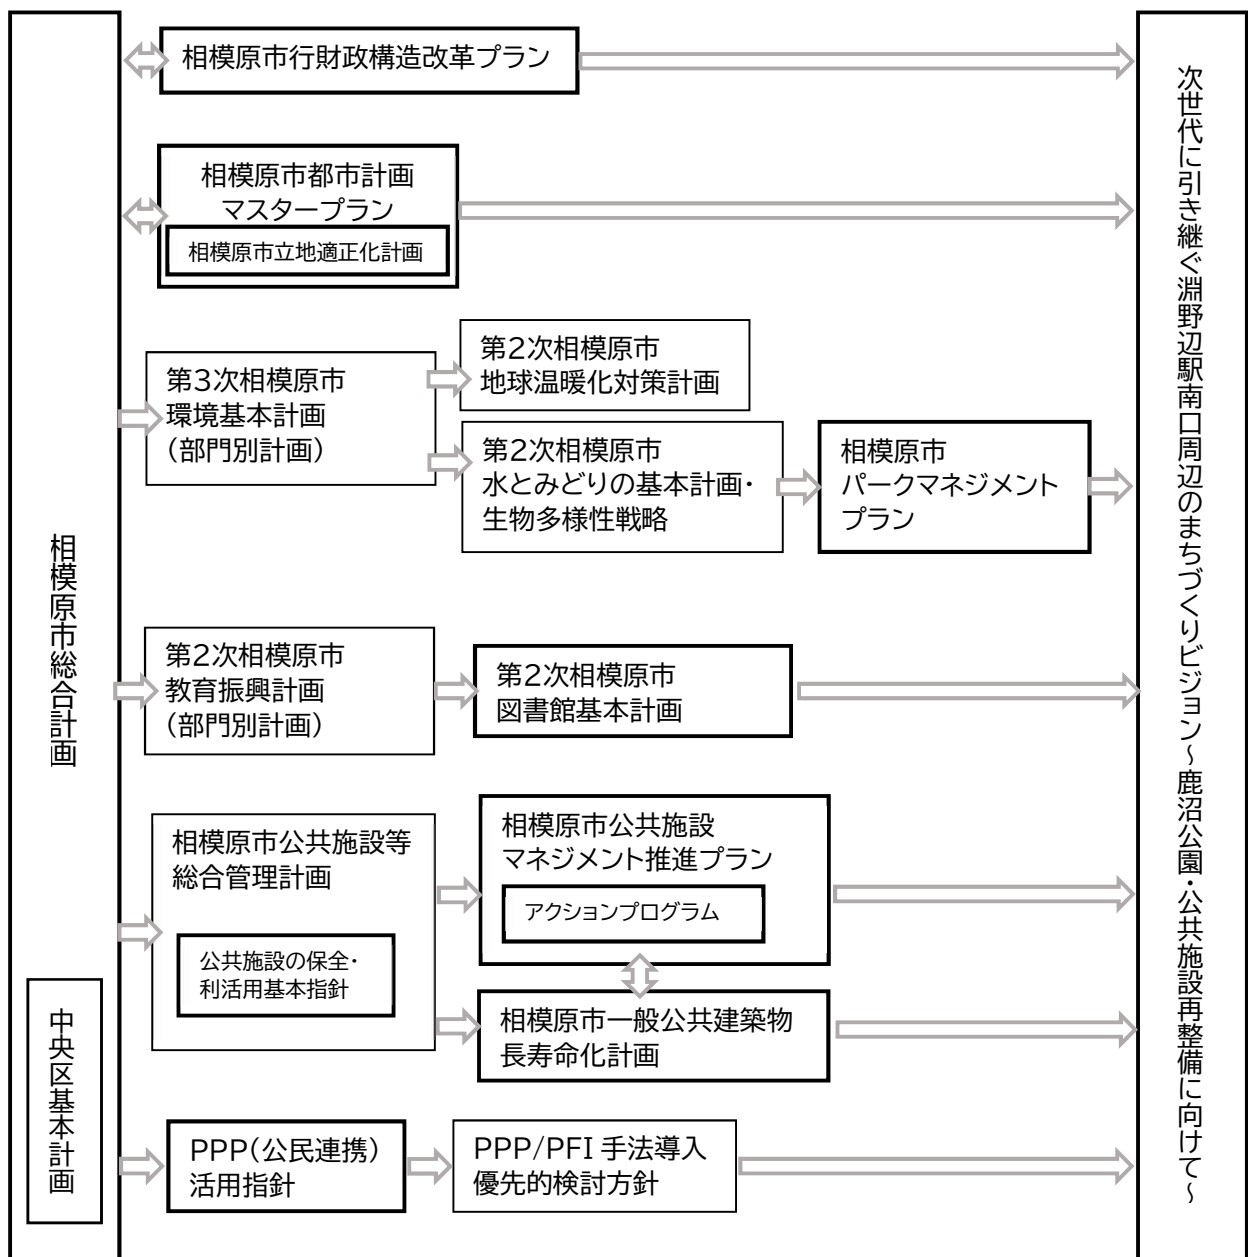 相模原市総合計画
中央区基本計画
相模原市行財政構造改革プラン
相模原市都市計画
マスタープラン
相模原市立地適正化計画
第3次相模原市
環境基本計画
(部門別計画)
第2次相模原市
地球温暖化対策計画
第2次相模原市
水とみどりの基本計画・
生物多様性戦略
相模原市
パークマネジメント
プラン
第2次相模原市
教育振興計画
(部門別計画)
第2次相模原市
図書館基本計画
相模原市公共施設等
総合管理計画
公共施設の保全・
利活用基本指針
相模原市公共施設
マネジメント推進プラン
アクションプログラム
相模原市一般公共建築物
長寿命化計画
PPP(公民連携)
活用指針
PPP/PFI 手法導入
優先的検討方針
次世代に引き継ぐ淵野辺駅南口周辺のまちづくりビジョン~鹿沼公園・公共施設再整備に向けて~